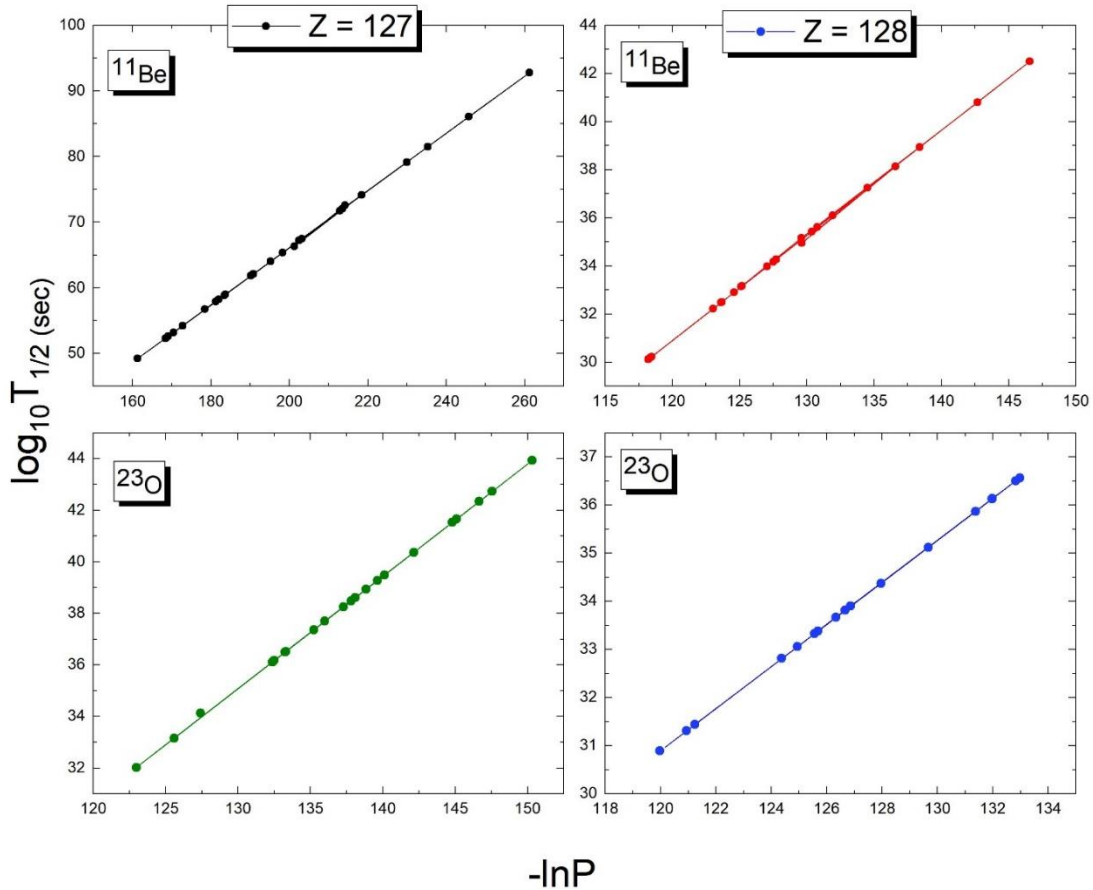 Z = 127
Z = 128
100
90
80
70
60
50
160 180 200 220 240 260
¹¹Be
44
42
40
38
36
34
32
30
115 120 125 130 135 140 145 150
¹¹Be
log₁₀T₁/₂ (sec)
44
42
40
38
36
34
32
120 125 130 135 140 145 150
²³O
37
36
35
34
33
32
31
30
118 120 122 124 126 128 130 132 134
²³O
-lnP